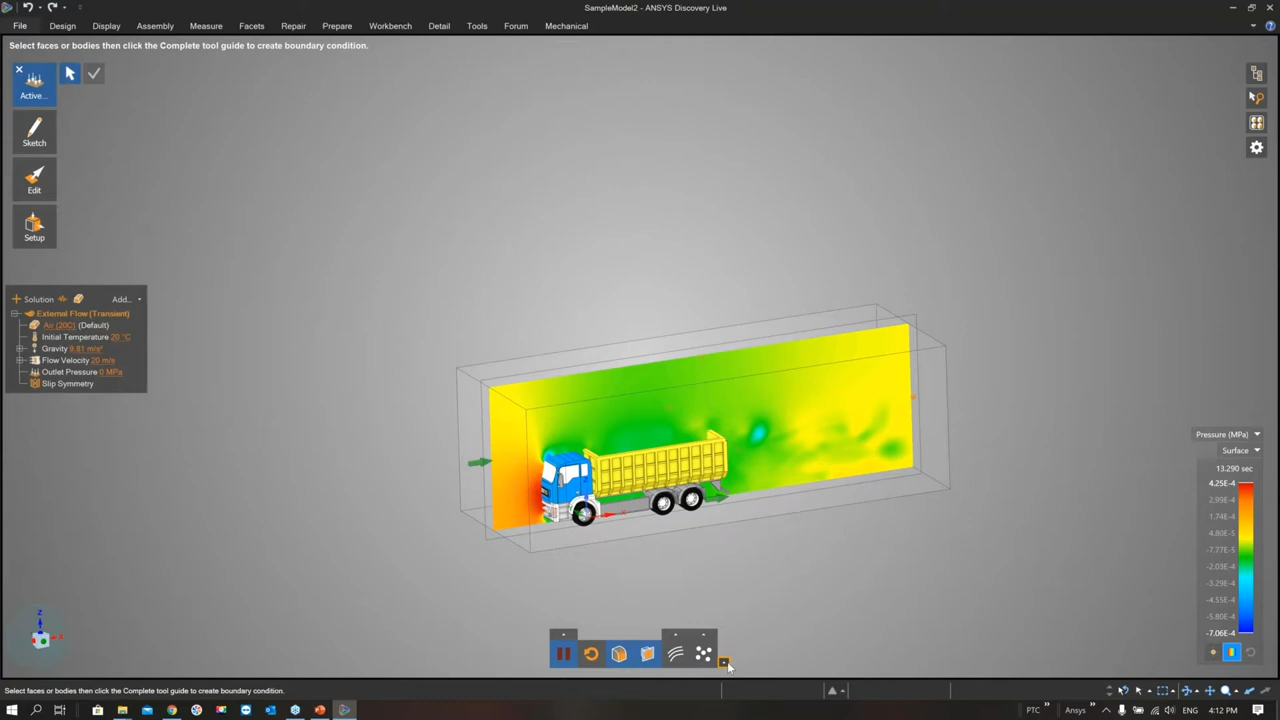 SampleModel2 - ANSYS Discovery Live
File Design Display Assembly Measure Facets Repair Prepare Workbench Detail Tools Forum Mechanical
Select faces or bodies then click the Complete tool guide to create boundary condition.
Active...
Sketch
Edit
Setup
Solution Add...
External Flow (Transient)
Air (20C) (Default)
Initial Temperature 20 °C
Gravity 9.81 m/s²
Flow Velocity 20 m/s
Outlet Pressure 0 MPa
Slip Symmetry
X
Pressure (MPa)
Surface
13.290 sec
4.25E-4
2.99E-4
1.74E-4
4.80E-5
-7.77E-5
-2.03E-4
-3.29E-4
-4.55E-4
-5.80E-4
-7.06E-4
Z
X
Select faces or bodies then click the Complete tool guide to create boundary condition.
PTC Ansys ENG 4:12 PM